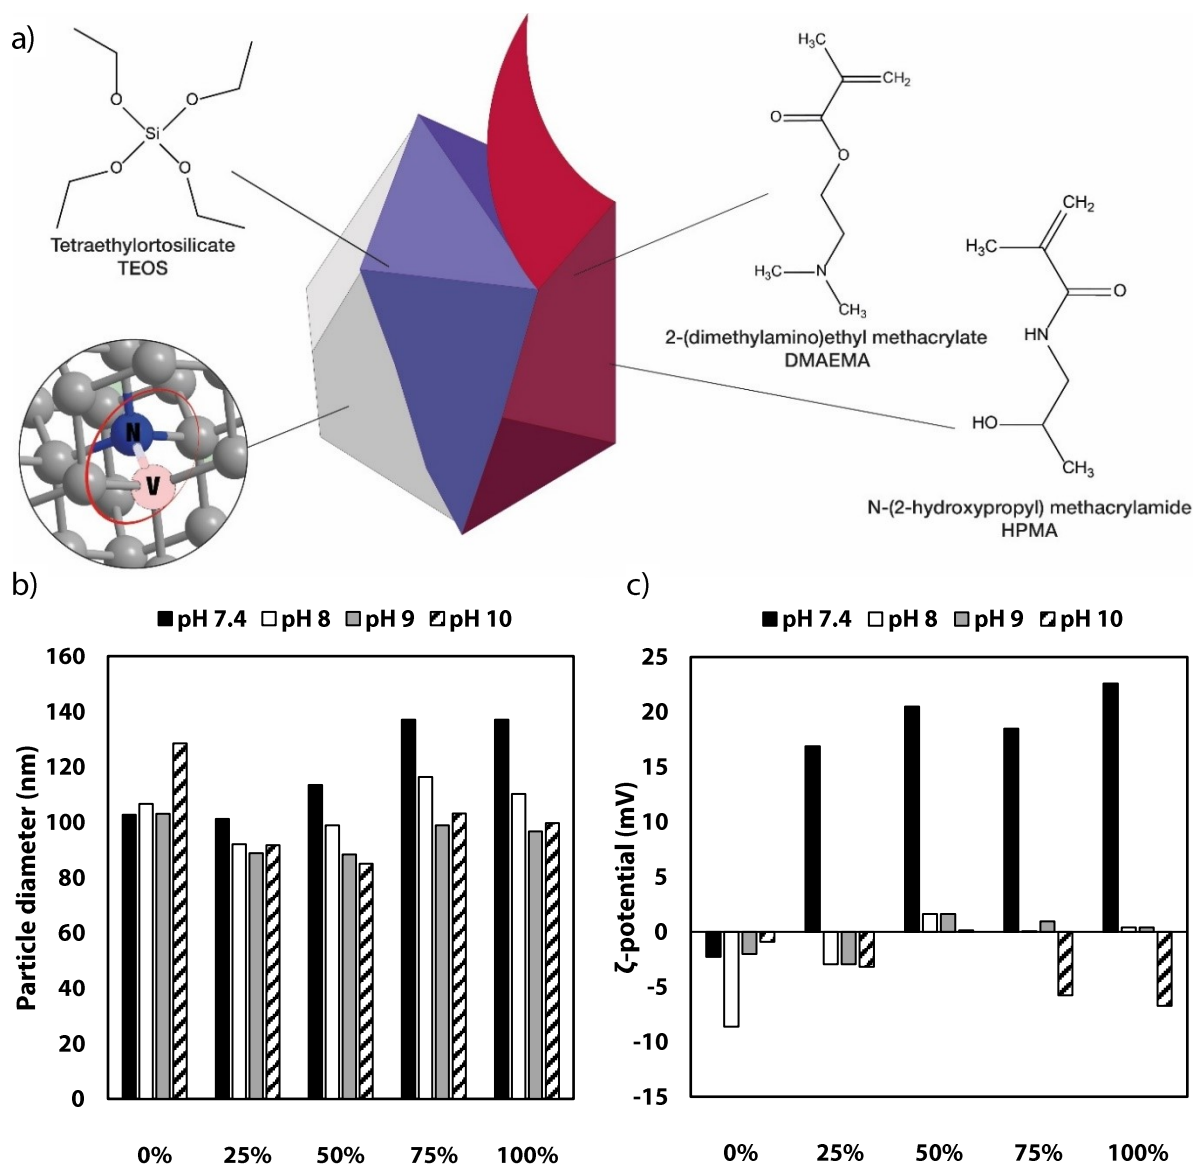 a)
Si
O
O
O
O
Tetraethylortosilicate
TEOS
N
V
H₃C
CH₂
O
O
N
H₃C
CH₃
2-(dimethylamino)ethyl methacrylate
DMAEMA
CH₂
H₃C
O
HN
HO
CH₃
N-(2-hydroxypropyl) methacrylamide
HPMA
b)
pH 7.4 pH 8 pH 9 pH 10
Particle diameter (nm)
160
140
120
100
80
60
40
20
0
0% 25% 50% 75% 100%
c)
pH 7.4 pH 8 pH 9 pH 10
ζ-potential (mV)
25
20
15
10
5
0
-5
-10
-15
0% 25% 50% 75% 100%